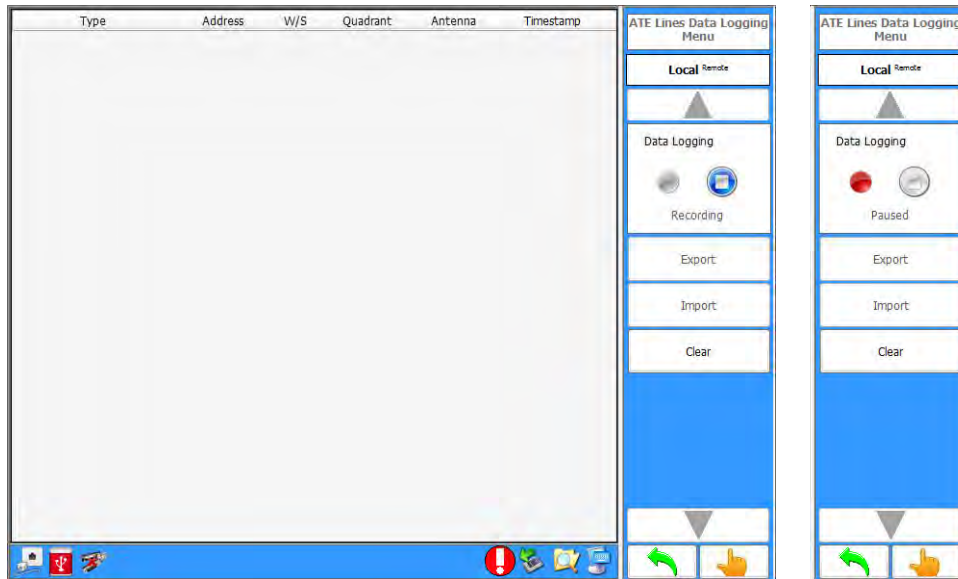 Type Address W/S Quadrant Antenna Timestamp
ATE Lines Data Logging
Menu
Local Remote
Data Logging
Recording
Export
Import
Clear
ATE Lines Data Logging
Menu
Local Remote
Data Logging
Paused
Export
Import
Clear